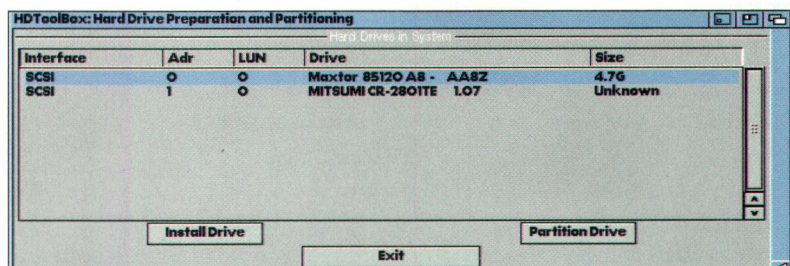 HDToolBox: Hard Drive Preparation and Partitioning
Hard Drives in System
Interface Adr LUN Drive Size
SCSI 0 0 Maxtor 85120 A8 - AA8Z 4.7G
SCSI 1 0 MITSUMI CR-2801TE 1.07 Unknown
Install Drive Partition Drive
Exit